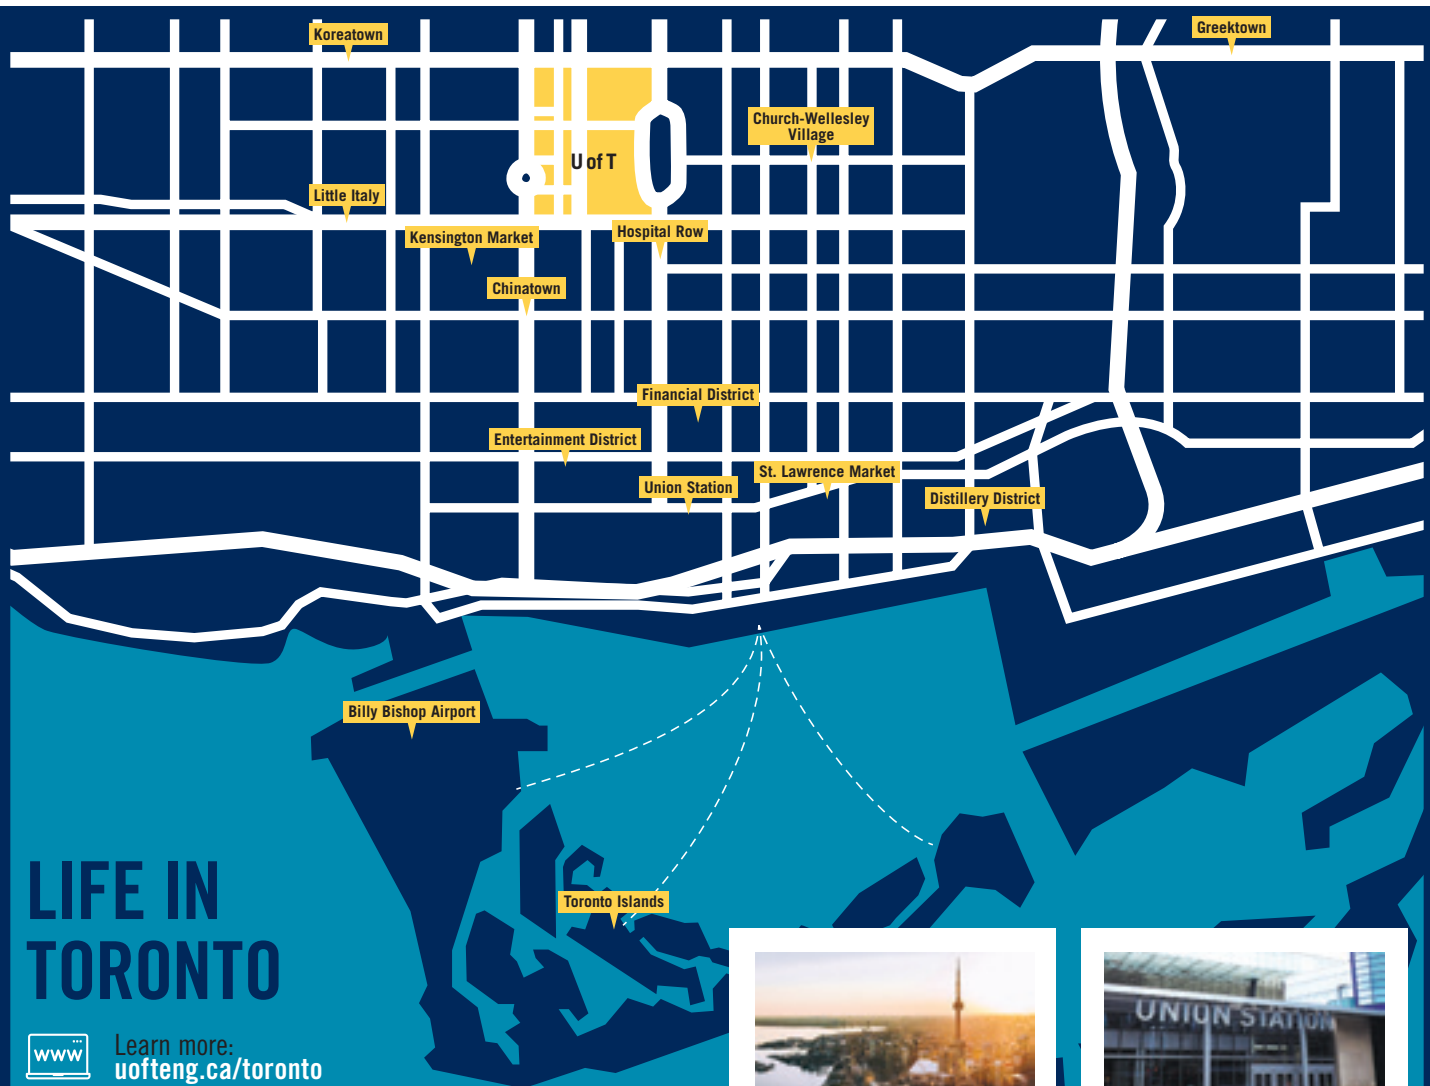 Koreatown
Greektown
Church-Wellesley
Village
U of T
Little Italy
Kensington Market
Hospital Row
Chinatown
Financial District
Entertainment District
St. Lawrence Market
Union Station
Distillery District
Billy Bishop Airport
Toronto Islands
LIFE IN
TORONTO
www
Learn more:
uofteng.ca/toronto
UNION STATION